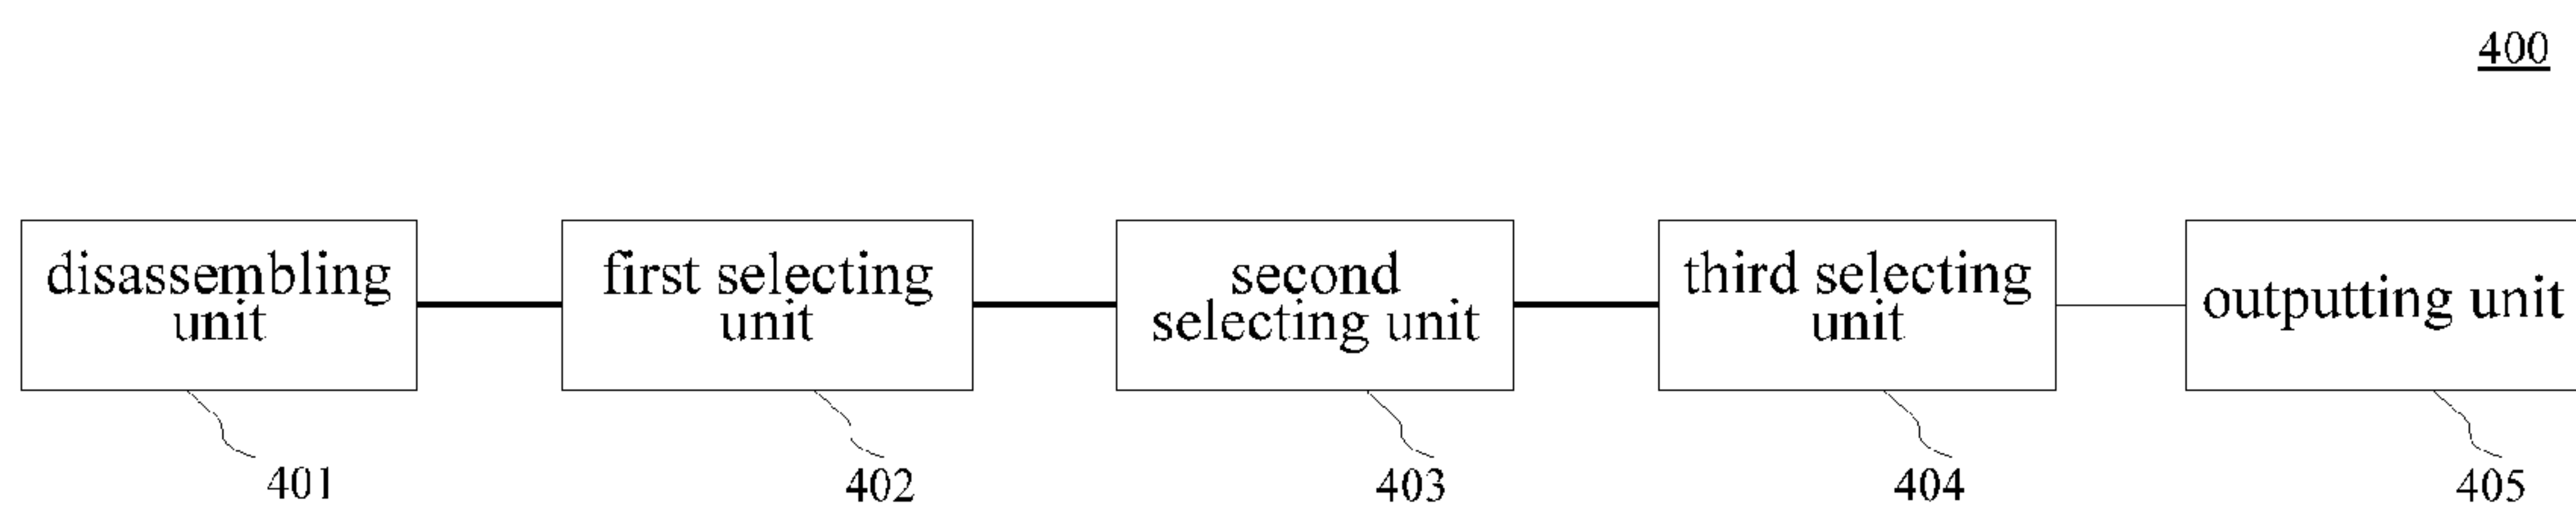 400
disassembling
unit
first selecting
unit
second
selecting unit
third selecting
unit
outputting unit
401
402
403
404
405